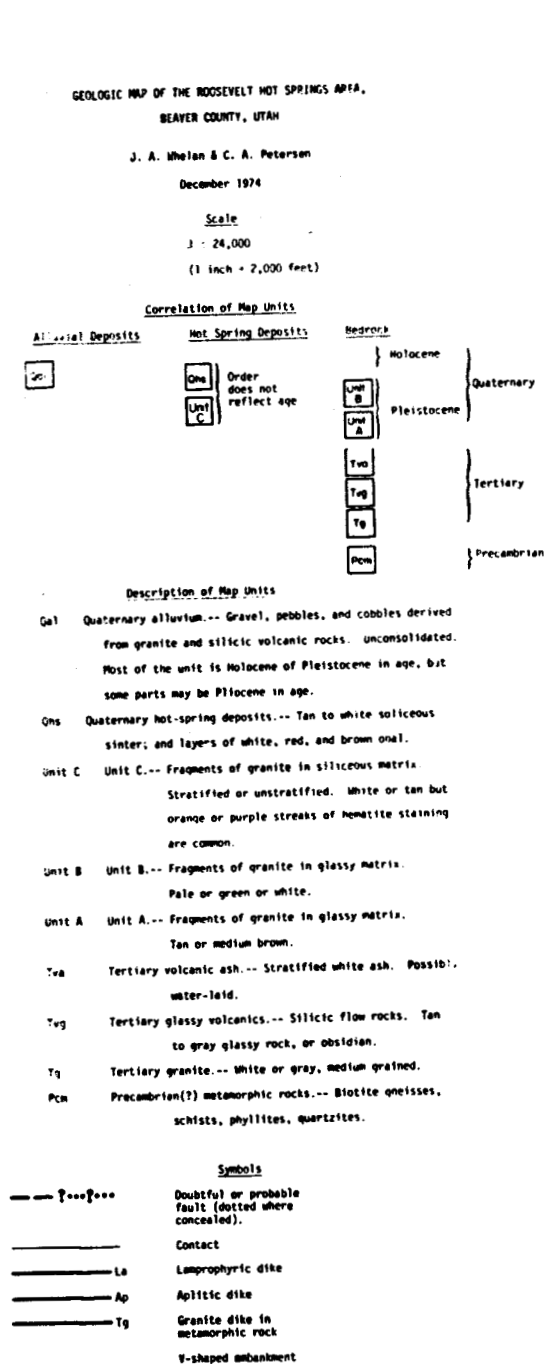 GEOLOGIC MAP OF THE ROOSEVELT HOT SPRINGS AREA,
BEAVER COUNTY, UTAH
J. A. Whelan & C. A. Petersen
December 1974
Scale
: 24,000
(1 inch = 2,000 feet)
Correlation of Map Units
Deposits
Hot Spring Deposits
Bedrock
Holocene
Qhs
Order
does not
reflect age
Unit
C
Unit
B
Unit
A
Pleistocene
Quaternary
Tva
Tvg
Tg
Tertiary
Pcm
Precambrian
Description of Map Units
Qal Quaternary alluvium.-- Gravel, pebbles, and cobbles derived
from granite and silicic volcanic rocks. Unconsolidated.
Most of the unit is Holocene of Pleistocene in age, but
some parts may be Pliocene in age.
Qhs Quaternary hot-spring deposits.-- Tan to white soliceous
sinter; and layers of white, red, and brown
Unit C Unit C.-- Fragments of granite in siliceous matrix.
Stratified or unstratified. White or tan but
orange or purple streaks of hematite staining
are common.
Unit B Unit B.-- Fragments of granite in glassy matrix.
Pale or green or white.
Unit A Unit A.-- Fragments of granite in glassy matrix.
Tan or medium brown.
Tva Tertiary volcanic ash.-- Stratified white ash.
water-laid.
Tvg Tertiary glassy volcanics.-- Silicic flow rocks. Tan
to gray glassy rock, or obsidian.
Tg Tertiary granite.-- White or gray, medium grained.
Pcm Precambrian(?) metamorphic rocks.-- Biotite gneisses,
schists, phyllites, quartzites.
Symbols
Doubtful or probable
fault (dotted where
concealed).
Contact
La Lamprophyric dike
Ap Aplitic dike
Tg Granite dike in
metamorphic rock
V-shaped embankment